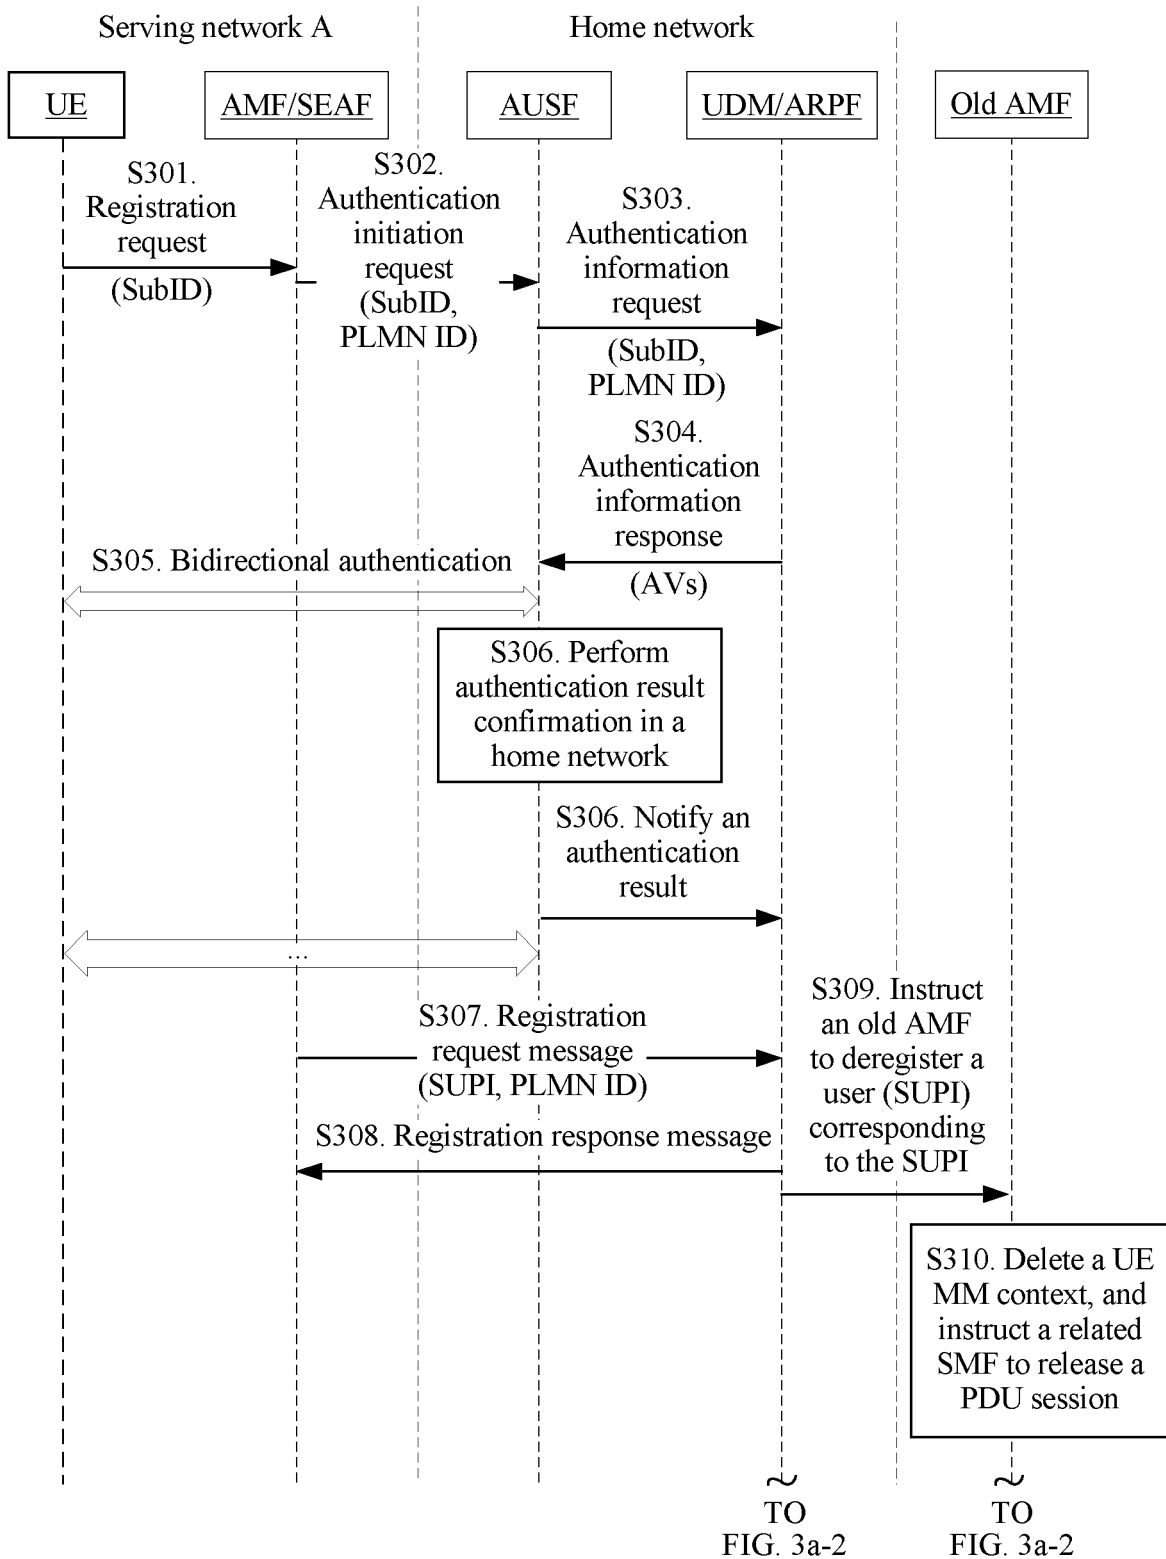 Serving network A
Home network
UE
AMF/SEAF
AUSF
UDM/ARPF
Old AMF
S301.
Registration
request
(SubID)
S302.
Authentication
initiation
request
(SubID,
PLMN ID)
S303.
Authentication
information
request
(SubID,
PLMN ID)
S304.
Authentication
information
response
(AVs)
S305. Bidirectional authentication
S306. Perform
authentication result
confirmation in a
home network
S306. Notify an
authentication
result
...
S307. Registration
request message
(SUPI, PLMN ID)
S308. Registration response message
S309. Instruct
an old AMF
to deregister a
user (SUPI)
corresponding
to the SUPI
S310. Delete a UE
MM context, and
instruct a related
SMF to release a
PDU session
TO
FIG. 3a-2
TO
FIG. 3a-2